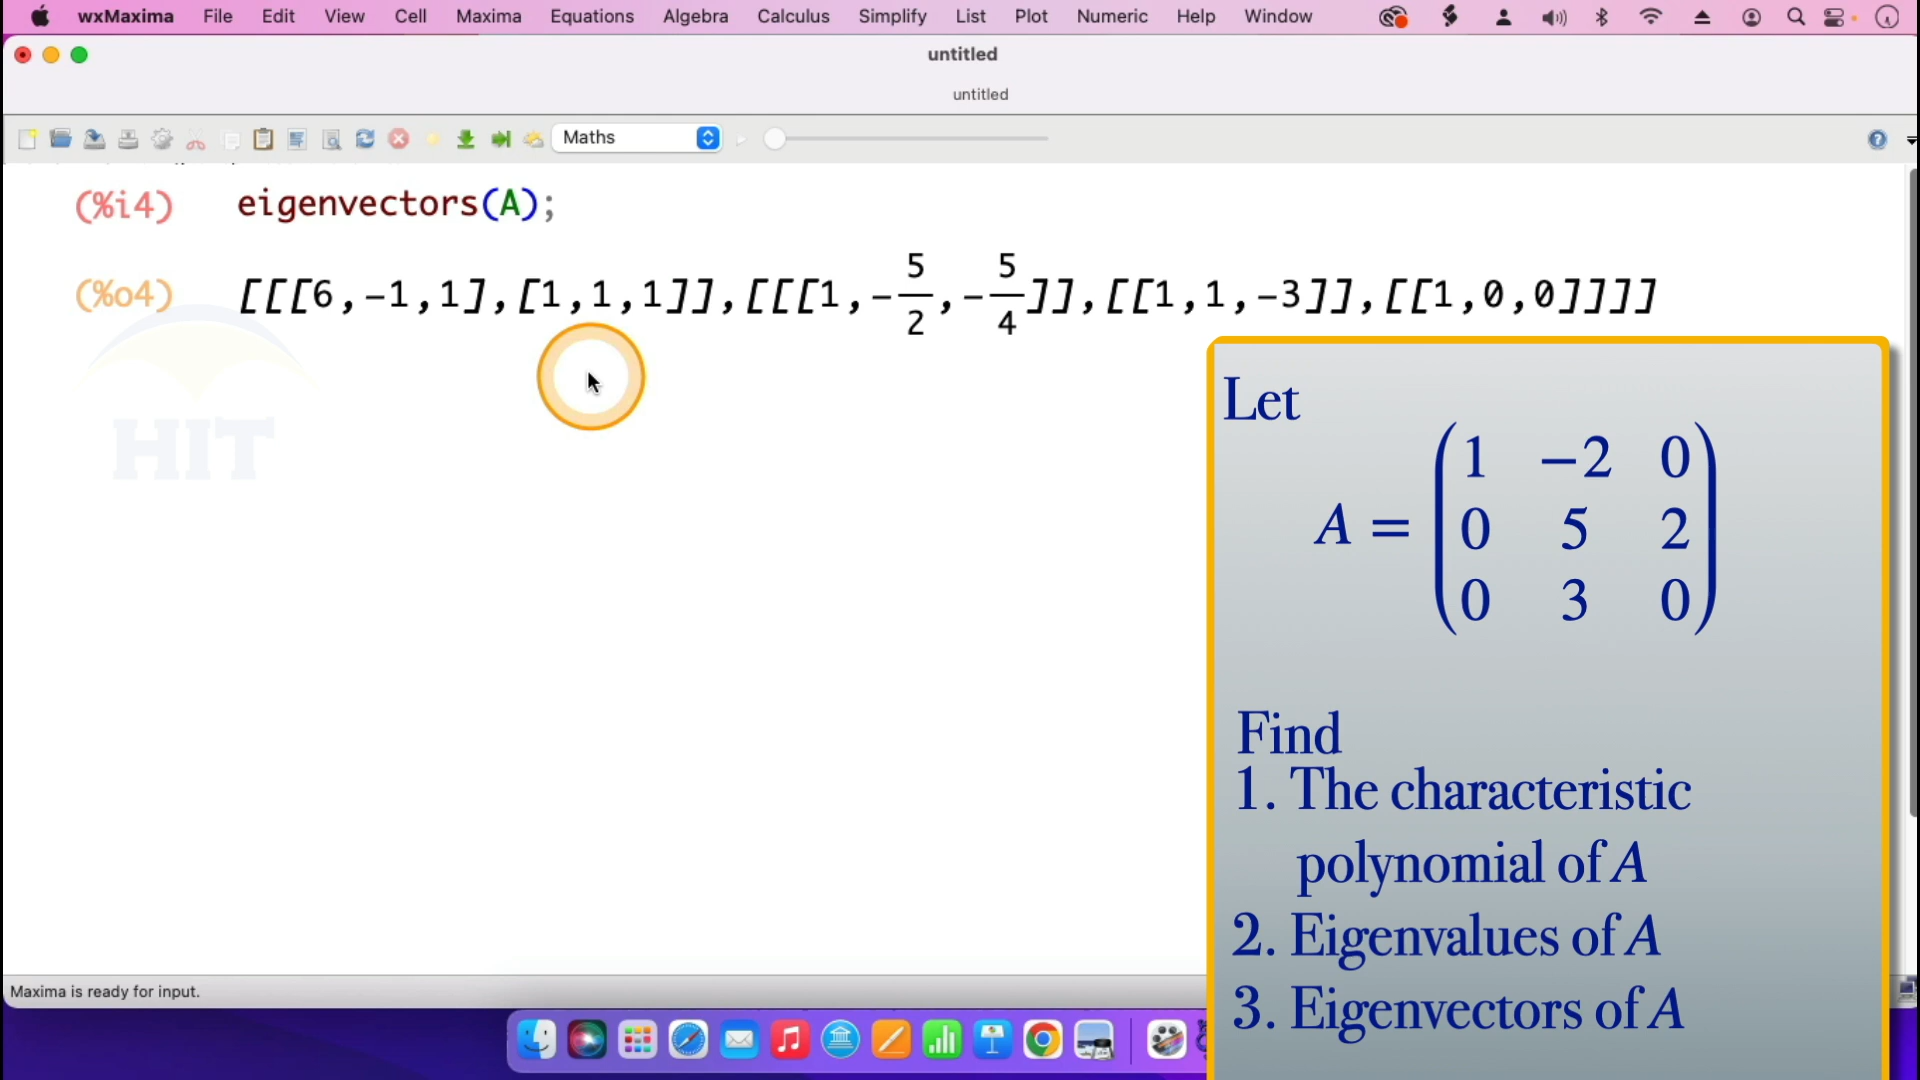 wxMaxima File Edit View Cell Maxima Equations Algebra Calculus Simplify List Plot Numeric Help Window
untitled
untitled
Maths
(%i4) eigenvectors(A);
(%o4) [[[6,-1,1],[1,1,1]],[[[1,-5/2,-5/4]],[[1,1,-3]],[[1,0,0]]]]
HIT
Let
A = (1 −2 0
0 5 2
0 3 0)
Find
1. The characteristic
polynomial of A
2. Eigenvalues of A
3. Eigenvectors of A
Maxima is ready for input.